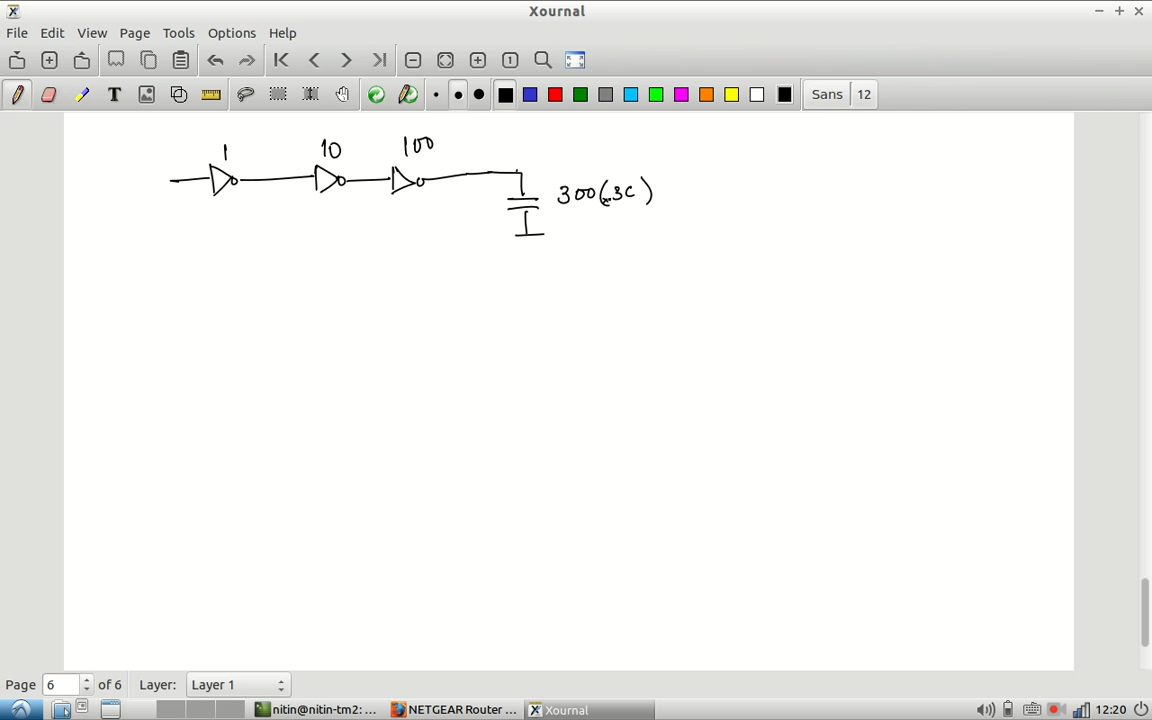 Xournal
File Edit View Page Tools Options Help
Sans 12
1 10 100
300(.3C)
Page 6 of 6 Layer: Layer 1
nitin@nitin-tm2: ... NETGEAR Router ... Xournal 12:20